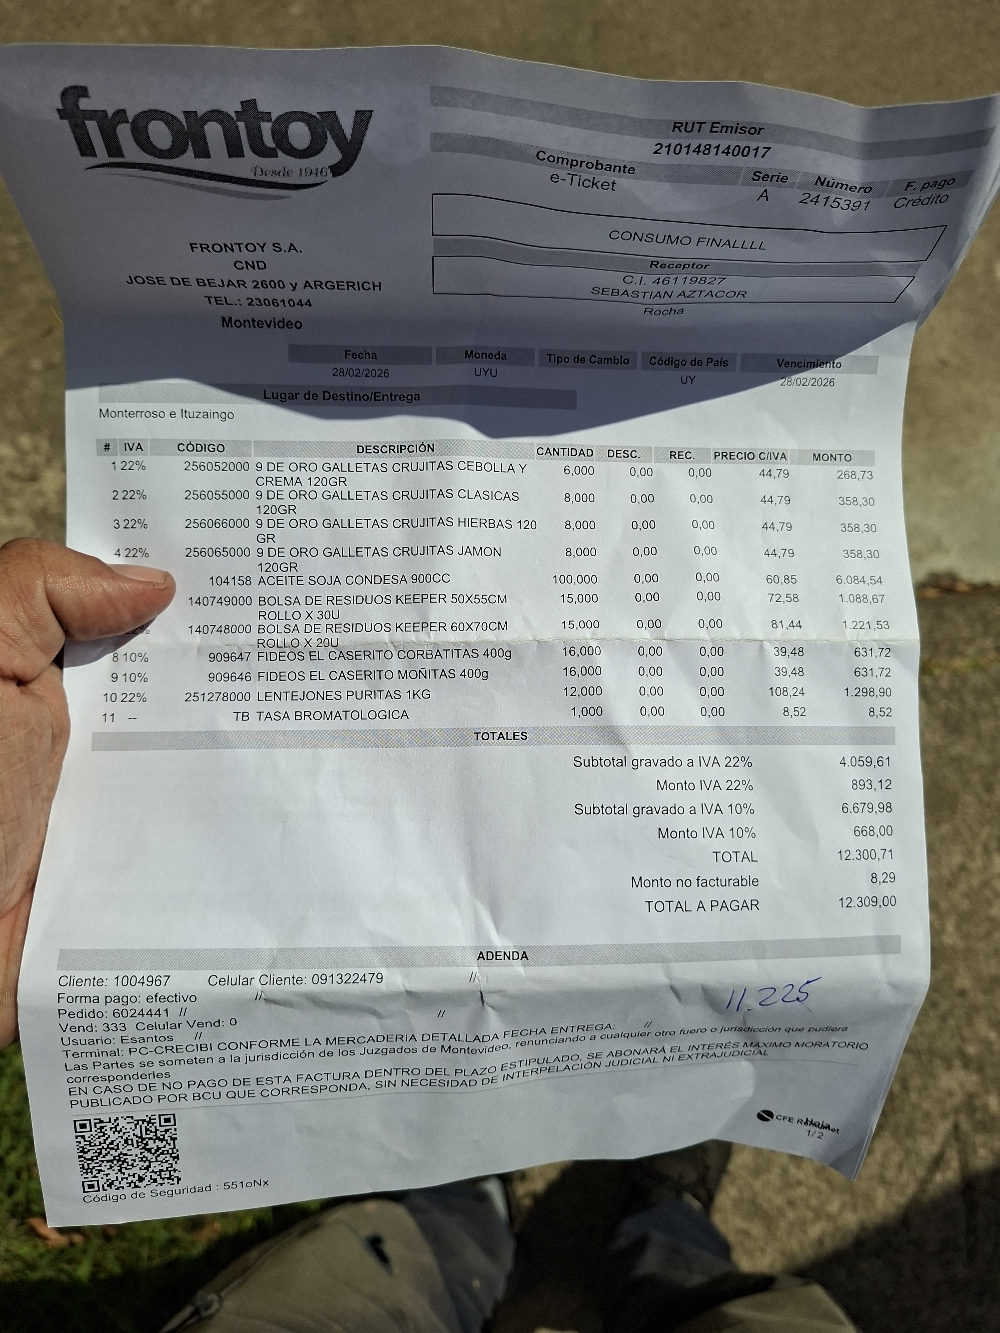 frontoy
Desde 1946
RUT Emisor
210148140017
Comprobante Serie Número F. pago
e-Ticket A 2415391 Crédito
CONSUMO FINALLLL
Receptor
C.I. 46119827
SEBASTIAN AZTACOR
Rocha
FRONTOY S.A.
CND
JOSE DE BEJAR 2600 y ARGERICH
TEL.: 23061044
Montevideo
Fecha Moneda Tipo de Cambio Código de País Vencimiento
28/02/2026 UYU UY 28/02/2026
Lugar de Destino/Entrega
Monterroso e Ituzaingo
# IVA CÓDIGO DESCRIPCIÓN CANTIDAD DESC. REC. PRECIO C/IVA MONTO
1 22% 256052000 9 DE ORO GALLETAS CRUJITAS CEBOLLA Y 6,000 0,00 0,00 44,79 268,73
CREMA 120GR
2 22% 256055000 9 DE ORO GALLETAS CRUJITAS CLASICAS 8,000 0,00 0,00 44,79 358,30
120GR
3 22% 256066000 9 DE ORO GALLETAS CRUJITAS HIERBAS 120 8,000 0,00 0,00 44,79 358,30
GR
4 22% 256065000 9 DE ORO GALLETAS CRUJITAS JAMON 8,000 0,00 0,00 44,79 358,30
120GR
104158 ACEITE SOJA CONDESA 900CC 100,000 0,00 0,00 60,85 6.084,54
140749000 BOLSA DE RESIDUOS KEEPER 50X55CM 15,000 0,00 0,00 72,58 1.088,67
ROLLO X 30U
140748000 BOLSA DE RESIDUOS KEEPER 60X70CM 15,000 0,00 0,00 81,44 1.221,53
ROLLO X 20U
8 10% 909647 FIDEOS EL CASERITO CORBATITAS 400g 16,000 0,00 0,00 39,48 631,72
9 10% 909646 FIDEOS EL CASERITO MOÑITAS 400g 16,000 0,00 0,00 39,48 631,72
10 22% 251278000 LENTEJONES PURITAS 1KG 12,000 0,00 0,00 108,24 1.298,90
11 -- TB TASA BROMATOLOGICA 1,000 0,00 0,00 8,52 8,52
TOTALES
Subtotal gravado a IVA 22% 4.059,61
Monto IVA 22% 893,12
Subtotal gravado a IVA 10% 6.679,98
Monto IVA 10% 668,00
TOTAL 12.300,71
Monto no facturable 8,29
TOTAL A PAGAR 12.309,00
ADENDA
Cliente: 1004967 Celular Cliente: 091322479 //
Forma pago: efectivo //
Pedido: 6024441 // //
Vend: 333 Celular Vend: 0
Usuario: Esantos //
11.225
Terminal: PC-CRECIBI CONFORME LA MERCADERIA DETALLADA FECHA ENTREGA: //
Las Partes se someten a la jurisdicción de los Juzgados de Montevideo, renunciando a cualquier otro fuero o jurisdicción que pudiera
corresponderles
EN CASO DE NO PAGO DE ESTA FACTURA DENTRO DEL PLAZO ESTIPULADO, SE ABONARÁ EL INTERÉS MÁXIMO MORATORIO
PUBLICADO POR BCU QUE CORRESPONDA, SIN NECESIDAD DE INTERPELACIÓN JUDICIAL NI EXTRAJUDICIAL
CFE
Hoja
1/2
Código de Seguridad : 551oNx